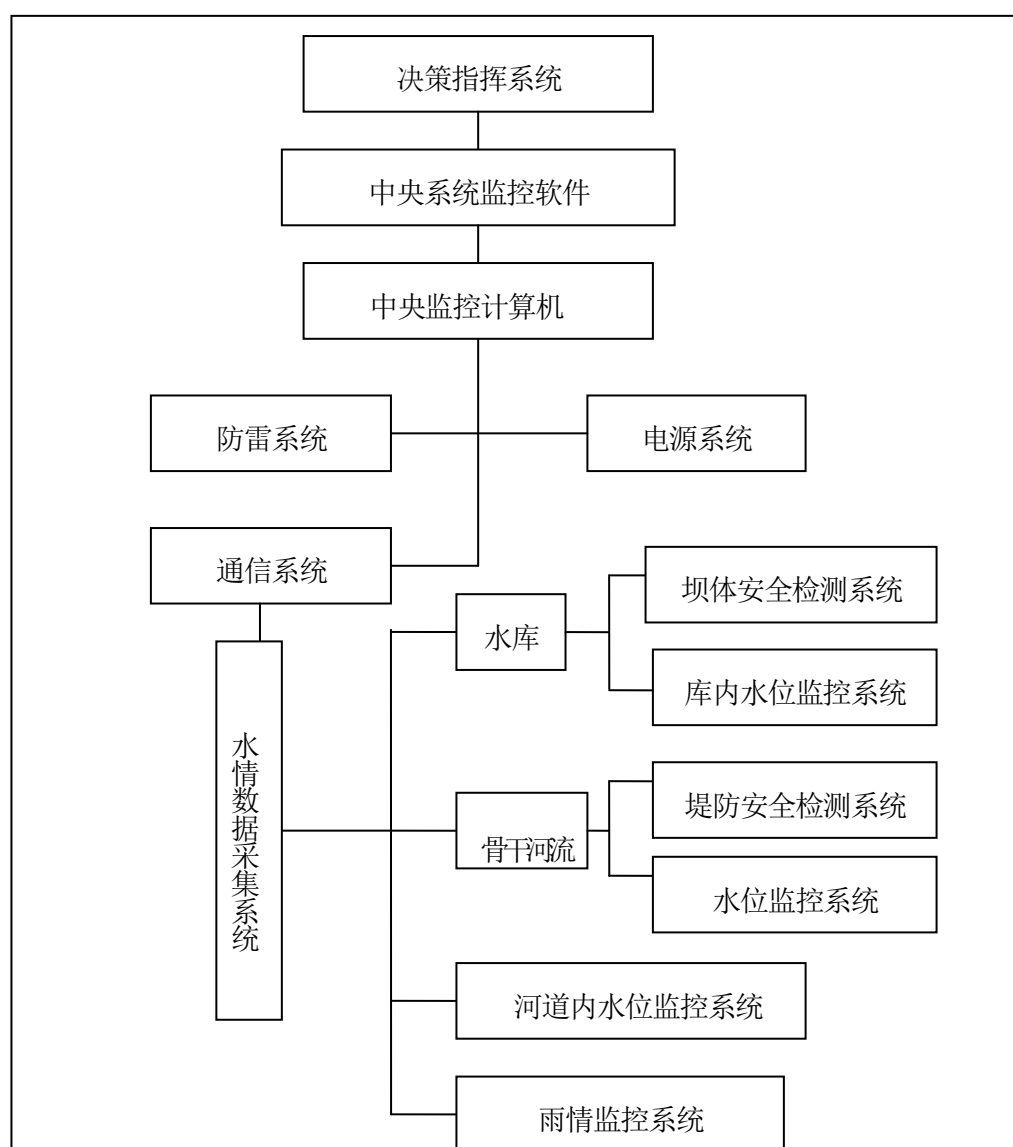 决策指挥系统
中央系统监控软件
中央监控计算机
防雷系统
电源系统
通信系统
水情数据采集系统
水库
坝体安全检测系统
库内水位监控系统
骨干河流
堤防安全检测系统
水位监控系统
河道内水位监控系统
雨情监控系统